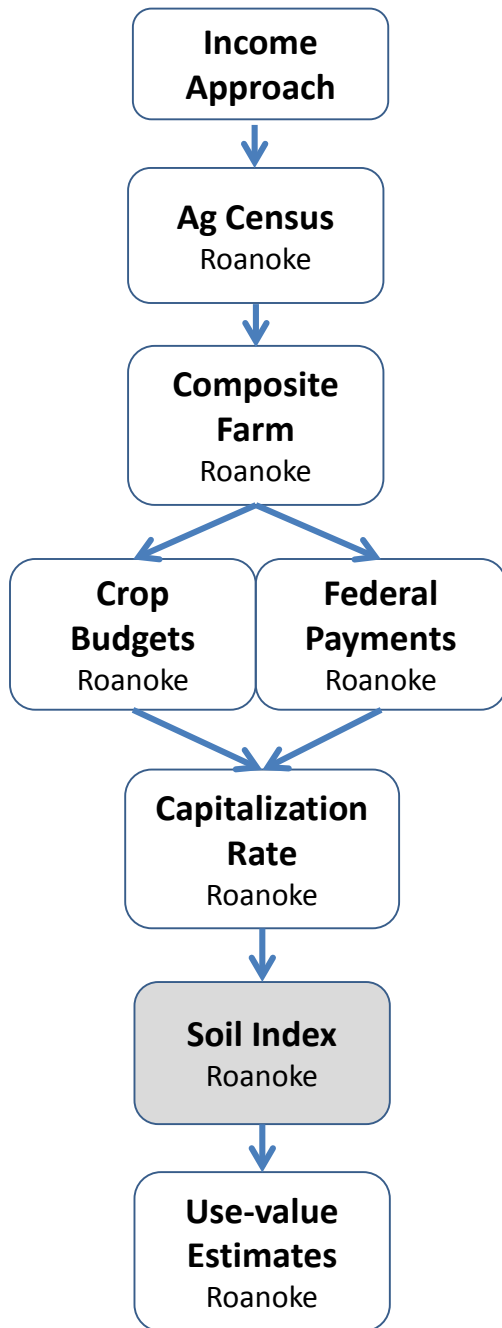 Income
Approach
Ag Census
Roanoke
Composite
Farm
Roanoke
Crop
Budgets
Roanoke
Federal
Payments
Roanoke
Capitalization
Rate
Roanoke
Soil Index
Roanoke
Use-value
Estimates
Roanoke